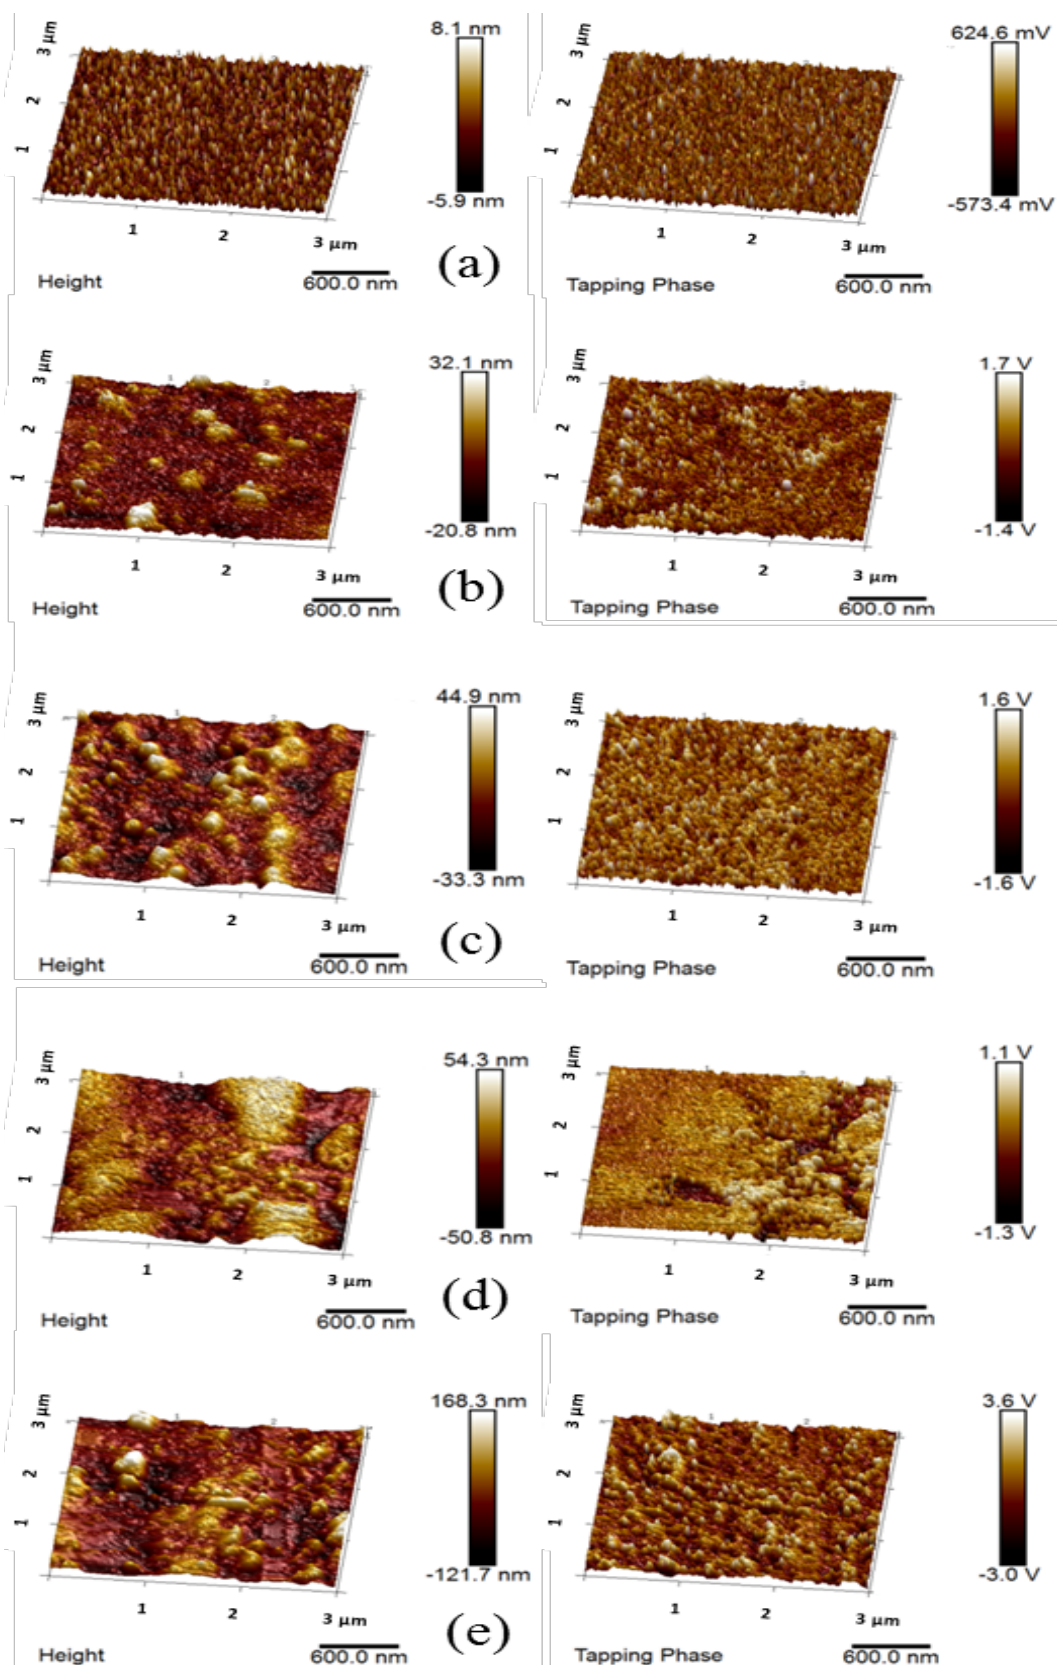 8.1 nm
-5.9 nm
3 µm
2
1
1
2
3 µm
Height
600.0 nm
(a)
624.6 mV
-573.4 mV
3 µm
2
1
1
2
3 µm
Tapping Phase
600.0 nm
32.1 nm
-20.8 nm
3 µm
2
1
1
2
3 µm
Height
600.0 nm
(b)
1.7 V
-1.4 V
3 µm
2
1
1
2
3 µm
Tapping Phase
600.0 nm
44.9 nm
-33.3 nm
3 µm
2
1
1
2
3 µm
Height
600.0 nm
(c)
1.6 V
-1.6 V
3 µm
2
1
1
2
3 µm
Tapping Phase
600.0 nm
54.3 nm
-50.8 nm
3 µm
2
1
1
2
3 µm
Height
600.0 nm
(d)
1.1 V
-1.3 V
3 µm
2
1
1
2
3 µm
Tapping Phase
600.0 nm
168.3 nm
-121.7 nm
3 µm
2
1
1
2
3 µm
Height
600.0 nm
(e)
3.6 V
-3.0 V
3 µm
2
1
1
2
3 µm
Tapping Phase
600.0 nm